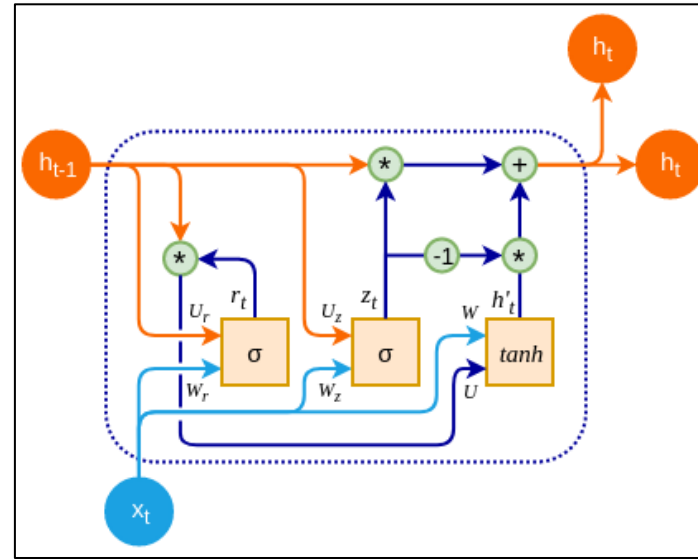 h_t
h_{t-1}
*
+
h_t
*
-1
*
r_t
z_t
h'_t
U_r
U_z
W
σ
σ
tanh
W_r
W_z
U
x_t